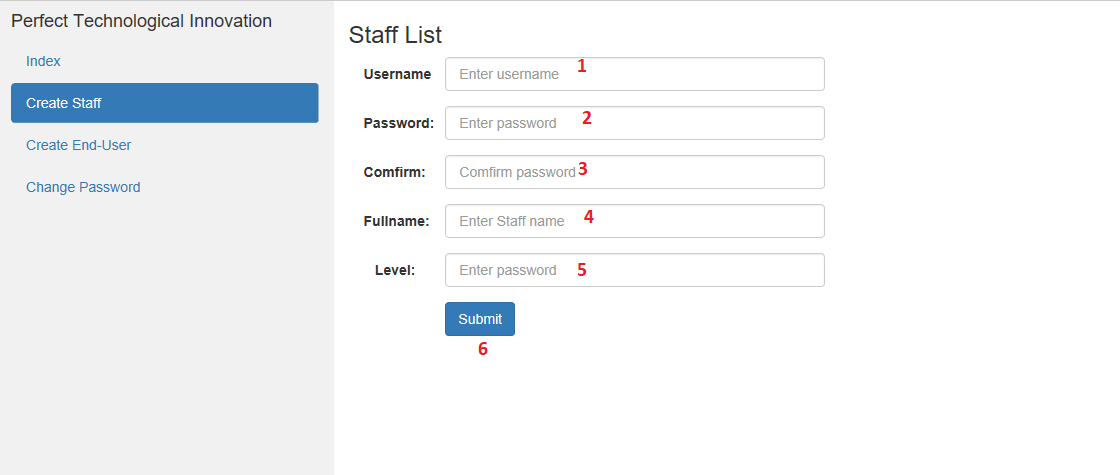 Perfect Technological Innovation
Index
Create Staff
Create End-User
Change Password
Staff List
Username Enter username 1
Password: Enter password 2
Comfirm: Comfirm password 3
Fullname: Enter Staff name 4
Level: Enter password 5
Submit
6